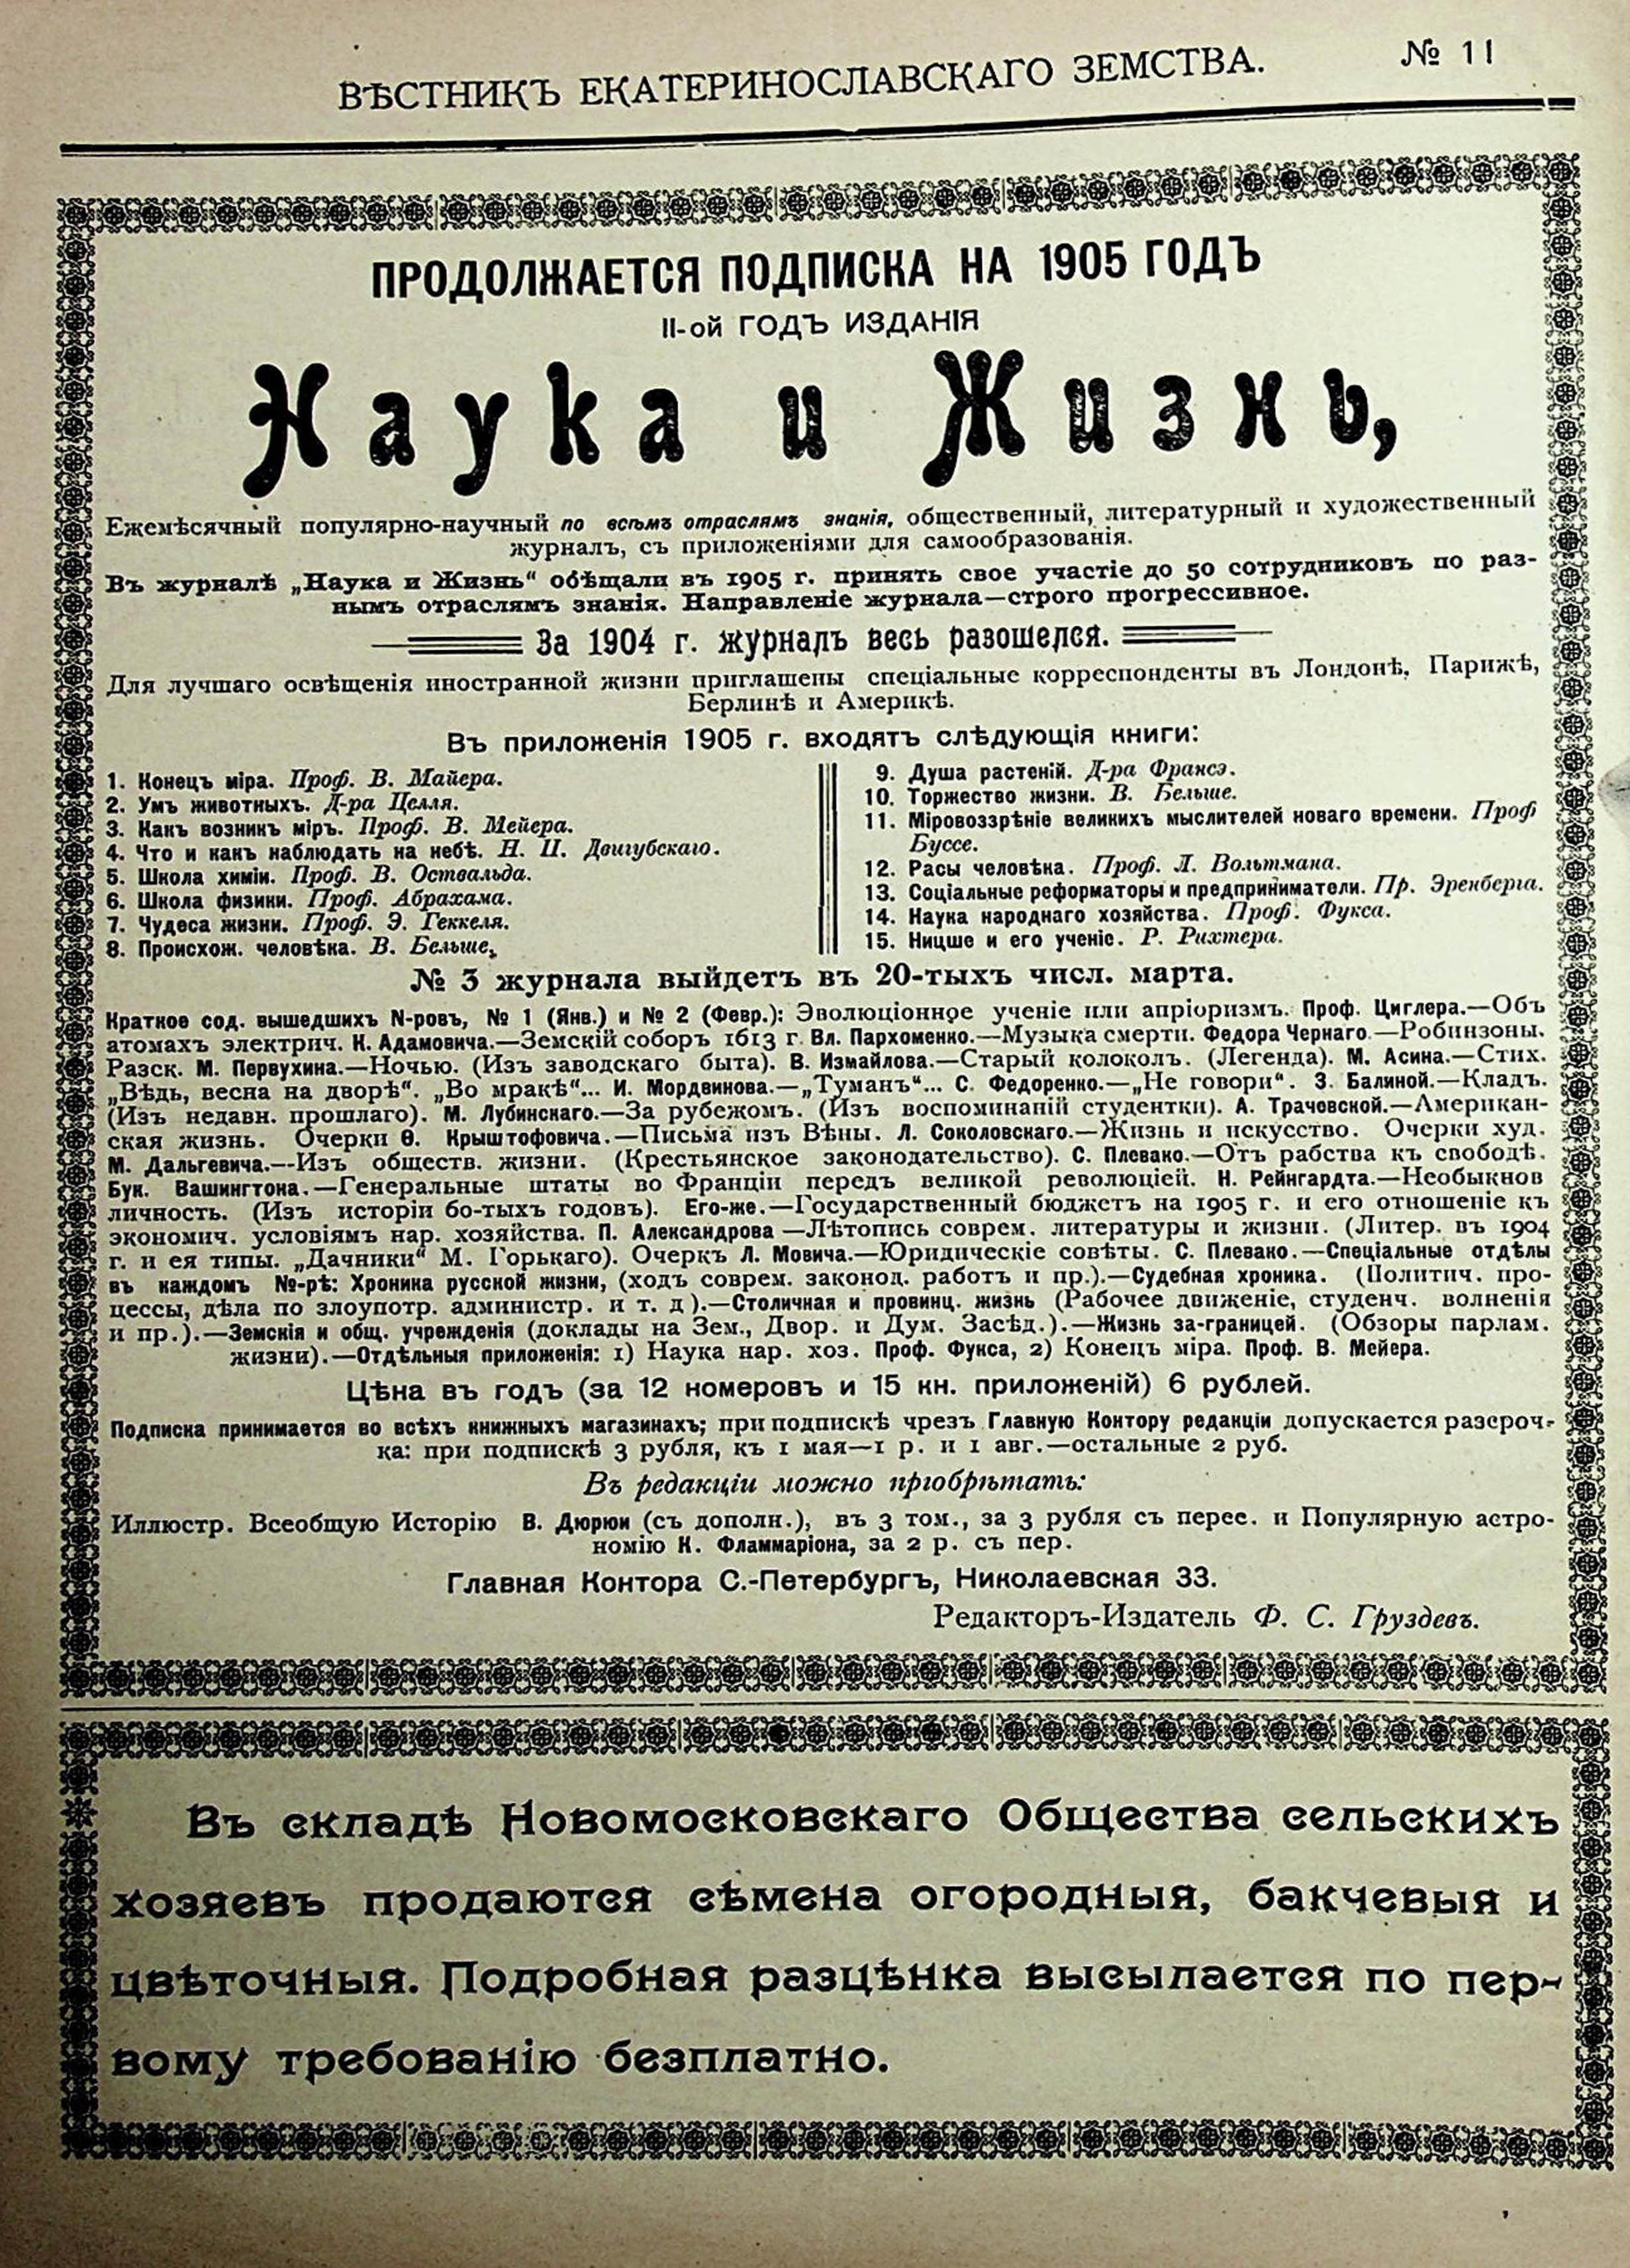 ВѢСТНИКЪ ЕКАТЕРИНОСЛАВСКАГО ЗЕМСТВА.
№ 11
ПРОДОЛЖАЕТСЯ ПОДПИСКА НА 1905 ГОДЪ
II-ой ГОДЪ ИЗДАНІЯ
Наука и Жизнь,
Ежемѣсячный популярно-научный по всѣмъ отраслямъ знанія, общественный, литературный и художественный
журналъ, съ приложеніями для самообразованія.
Въ журналѣ „Наука и Жизнь“ обѣщали въ 1905 г. принять свое участіе до 50 сотрудниковъ по раз-
нымъ отраслямъ знанія. Направленіе журнала—строго прогрессивное.
За 1904 г. журналъ весь разошелся.
Для лучшаго освѣщенія иностранной жизни приглашены спеціальные корреспонденты въ Лондонѣ, Парижѣ,
Берлинѣ и Америкѣ.
Въ приложенія 1905 г. входятъ слѣдующія книги:
1. Конецъ міра. Проф. В. Майера.
2. Умъ животныхъ. Д-ра Целля.
3. Какъ возникъ міръ. Проф. В. Мейера.
4. Что и какъ наблюдать на небѣ. Н. П. Двигубскаго.
5. Школа химіи. Проф. В. Оствальда.
6. Школа физики. Проф. Абрахама.
7. Чудеса жизни. Проф. Э. Геккеля.
8. Происхож. человѣка. В. Бельше,
9. Душа растеній. Д-ра Франсэ.
10. Торжество жизни. В. Бельше.
11. Міровоззрѣніе великихъ мыслителей новаго времени. Проф
Буссе.
12. Расы человѣка. Проф. Л. Вольтмана.
13. Соціальные реформаторы и предприниматели. Пр. Эренберга.
14. Наука народнаго хозяйства. Проф. Фукса.
15. Ницше и его ученіе. Р. Рихтера.
№ 3 журнала выйдетъ въ 20-тыхъ числ. марта.
Краткое сод. вышедшихъ N-ровъ, № 1 (Янв.) и № 2 (Февр.): Эволюціонное ученіе или апріоризмъ. Проф. Циглера.—Объ
атомахъ электрич. К. Адамовича.—Земскій соборъ 1613 г. Вл. Пархоменко.—Музыка смерти. Федора Чернаго.—Робинзоны.
Разск. М. Первухина.—Ночью. (Изъ заводскаго быта). В. Измайлова.—Старый колоколъ. (Легенда). М. Асина.—Стих.
„Вѣдь, весна на дворѣ“. „Во мракѣ“... И. Мордвинова.—„Туманъ“... С. Федоренко.—„Не говори“. З. Балиной.—Кладъ.
(Изъ недавн. прошлаго). М. Лубинскаго.—За рубежомъ. (Изъ воспоминаній студентки). А. Трачевской.—Американ-
ская жизнь. Очерки Ѳ. Крыштофовича.—Письма изъ Вѣны. Л. Соколовскаго.—Жизнь и искусство. Очерки худ.
М. Дальгевича.—Изъ обществ. жизни. (Крестьянское законодательство). С. Плевако.—Отъ рабства къ свободѣ.
Бук. Вашингтона.—Генеральные штаты во Франціи передъ великой революціей. Н. Рейнгардта.—Необыкнов
личность. (Изъ исторіи 60-тыхъ годовъ). Его-же.—Государственный бюджетъ на 1905 г. и его отношеніе къ
экономич. условіямъ нар. хозяйства. П. Александрова—Лѣтопись соврем. литературы и жизни. (Литер. въ 1904
г. и ея типы. „Дачники“ М. Горькаго). Очеркъ Л. Мовича.—Юридическіе совѣты. С. Плевако.—Спеціальные отдѣлы
въ каждомъ №-рѣ: Хроника русской жизни, (ходъ соврем. законод. работъ и пр.).—Судебная хроника. (Политич. про-
цессы, дѣла по злоупотр. администр. и т. д).—Столичная и провинц. жизнь (Рабочее движеніе, студенч. волненія
и пр.).—Земскія и общ. учрежденія (доклады на Зем., Двор. и Дум. Засѣд.).—Жизнь за-границей. (Обзоры парлам.
жизни).—Отдѣльныя приложенія: 1) Наука нар. хоз. Проф. Фукса, 2) Конецъ міра. Проф. В. Мейера.
Цѣна въ годъ (за 12 номеровъ и 15 кн. приложеній) 6 рублей.
Подписка принимается во всѣхъ книжныхъ магазинахъ; при подпискѣ чрезъ Главную Контору редакціи допускается разсроч-
ка: при подпискѣ 3 рубля, къ 1 мая—1 р. и 1 авг.—остальные 2 руб.
Въ редакціи можно пріобрѣтать:
Иллюстр. Всеобщую Исторію В. Дюрюи (съ дополн.), въ 3 том., за 3 рубля съ перес. и Популярную астро-
номію К. Фламмаріона, за 2 р. съ пер.
Главная Контора С.-Петербургъ, Николаевская 33.
Редакторъ-Издатель Ф. С. Груздевъ.
Въ складѣ Новомосковскаго Общества сельскихъ
хозяевъ продаются сѣмена огородныя, бакчевыя и
цвѣточныя. Подробная разцѣнка высылается по пер-
вому требованію безплатно.